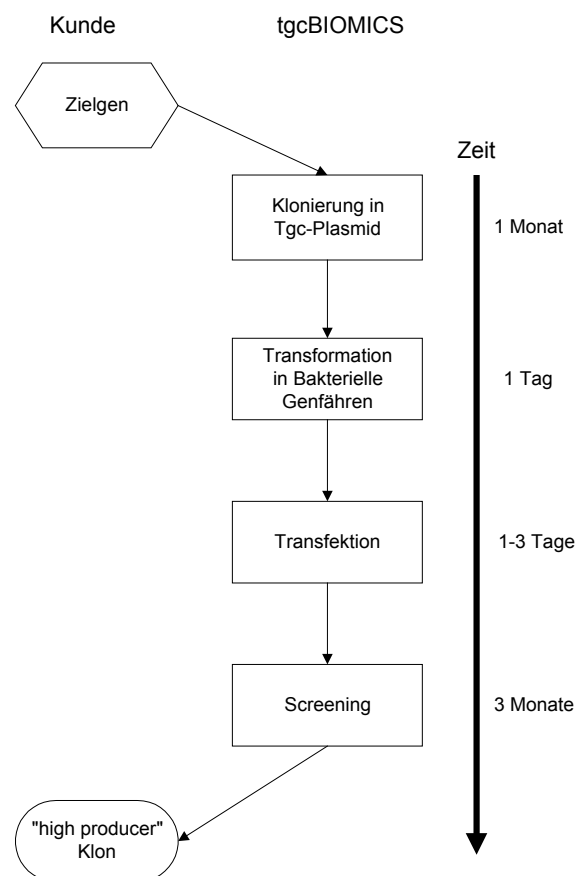 Kunde
tgcBIOMICS
Zielgen
Zeit
Klonierung in
Tgc-Plasmid
1 Monat
Transformation
in Bakterielle
Genfähren
1 Tag
Transfektion
1-3 Tage
Screening
3 Monate
"high producer"
Klon